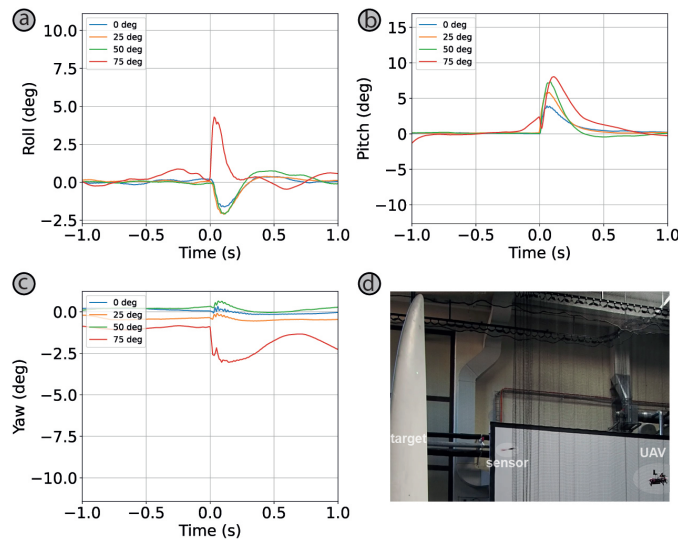 a
10.0
7.5
5.0
2.5
0.0
−2.5
Roll (deg)
0 deg
25 deg
50 deg
75 deg
−1.0
−0.5
0.0
0.5
1.0
Time (s)
b
15
10
5
0
−5
−10
Pitch (deg)
0 deg
25 deg
50 deg
75 deg
−1.0
−0.5
0.0
0.5
1.0
Time (s)
c
0.0
−2.5
−5.0
−7.5
−10.0
Yaw (deg)
0 deg
25 deg
50 deg
75 deg
−1.0
−0.5
0.0
0.5
1.0
Time (s)
d
target
sensor
UAV